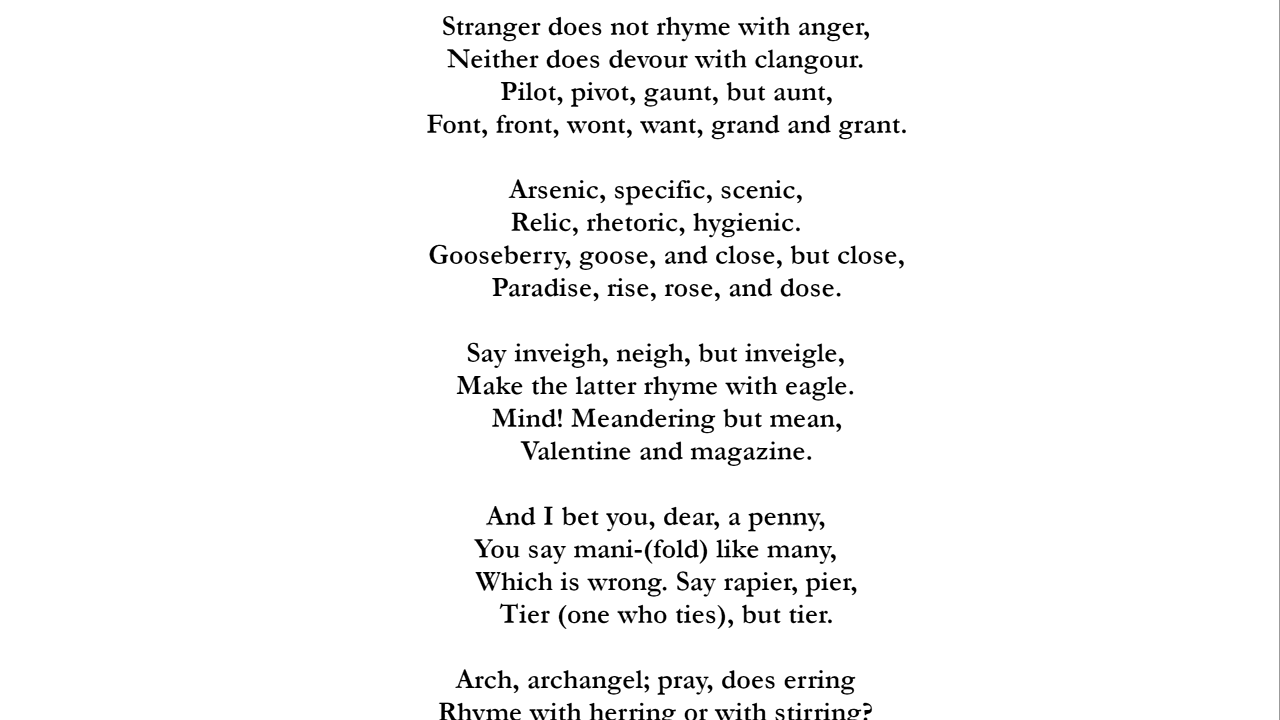 Stranger does not rhyme with anger,
Neither does devour with clangour.
Pilot, pivot, gaunt, but aunt,
Font, front, wont, want, grand and grant.
Arsenic, specific, scenic,
Relic, rhetoric, hygienic.
Gooseberry, goose, and close, but close,
Paradise, rise, rose, and dose.
Say inveigh, neigh, but inveigle,
Make the latter rhyme with eagle.
Mind! Meandering but mean,
Valentine and magazine.
And I bet you, dear, a penny,
You say mani-(fold) like many,
Which is wrong. Say rapier, pier,
Tier (one who ties), but tier.
Arch, archangel; pray, does erring
Rhyme with herring or with stirring?